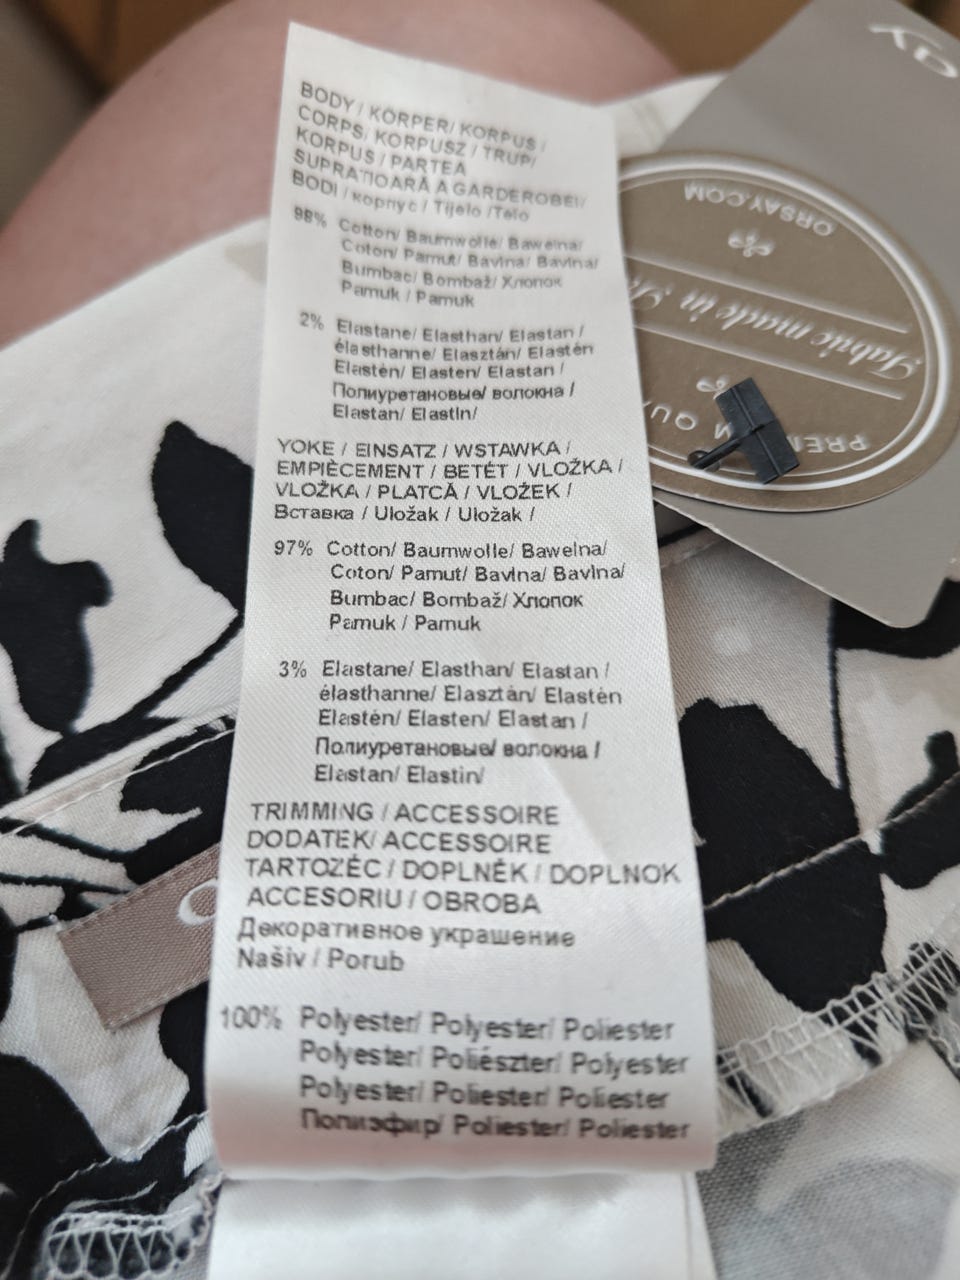 BODY / KÖRPER/ KORPUS /
CORPS/ KORPUSZ / TRUP/
KORPUS / PARTEA
SUPRATIOARĂ A GARDEROBEI/
BODI / корпус / Tijelo /Telo
98% Cotton/ Baumwolle/ Bawełna/
Coton/ Pamut/ Bavlna/ Bavlna/
Bumbac/ Bombaž/ Хлопок
Pamuk / Pamuk
2% Elastane/ Elasthan/ Elastan /
élasthanne/ Elasztán/ Elastén
Elastén/ Elasten/ Elastan /
Полиуретановые/ волокна /
Elastan/ Elastin/
YOKE / EINSATZ / WSTAWKA /
EMPIÈCEMENT / BETÉT / VLOŽKA /
VLOŽKA / PLATCĂ / VLOŽEK /
Вставка / Uložak / Uložak /
97% Cotton/ Baumwolle/ Bawełna/
Coton/ Pamut/ Bavlna/ Bavlna/
Bumbac/ Bombaž/ Хлопок
Pamuk / Pamuk
3% Elastane/ Elasthan/ Elastan /
élasthanne/ Elasztán/ Elastén
Elastén/ Elasten/ Elastan /
Полиуретановые/ волокна /
Elastan/ Elastin/
TRIMMING / ACCESSOIRE
DODATEK/ ACCESSOIRE
TARTOZÉC / DOPLNĚK / DOPLNOK
ACCESORIU / OBROBA
Декоративное украшение
Našiv / Porub
100% Polyester/ Polyester/ Poliester
Polyester/ Poliészter/ Polyester
Polyester/ Poliester/ Poliester
Полиэфир/ Poliester/ Poliester
ORSAY.COM
Fabric made in